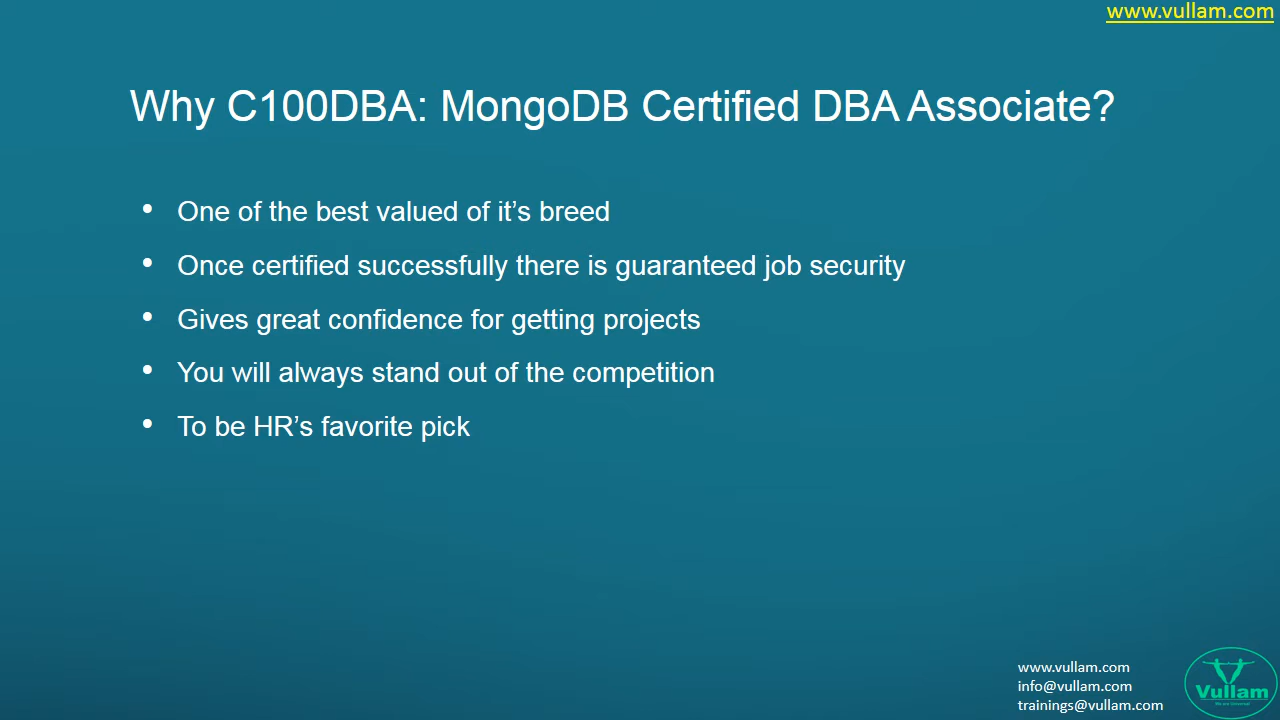 www.vullam.com
Why C100DBA: MongoDB Certified DBA Associate?
• One of the best valued of it’s breed
• Once certified successfully there is guaranteed job security
• Gives great confidence for getting projects
• You will always stand out of the competition
• To be HR’s favorite pick
www.vullam.com
info@vullam.com
trainings@vullam.com
Vullam